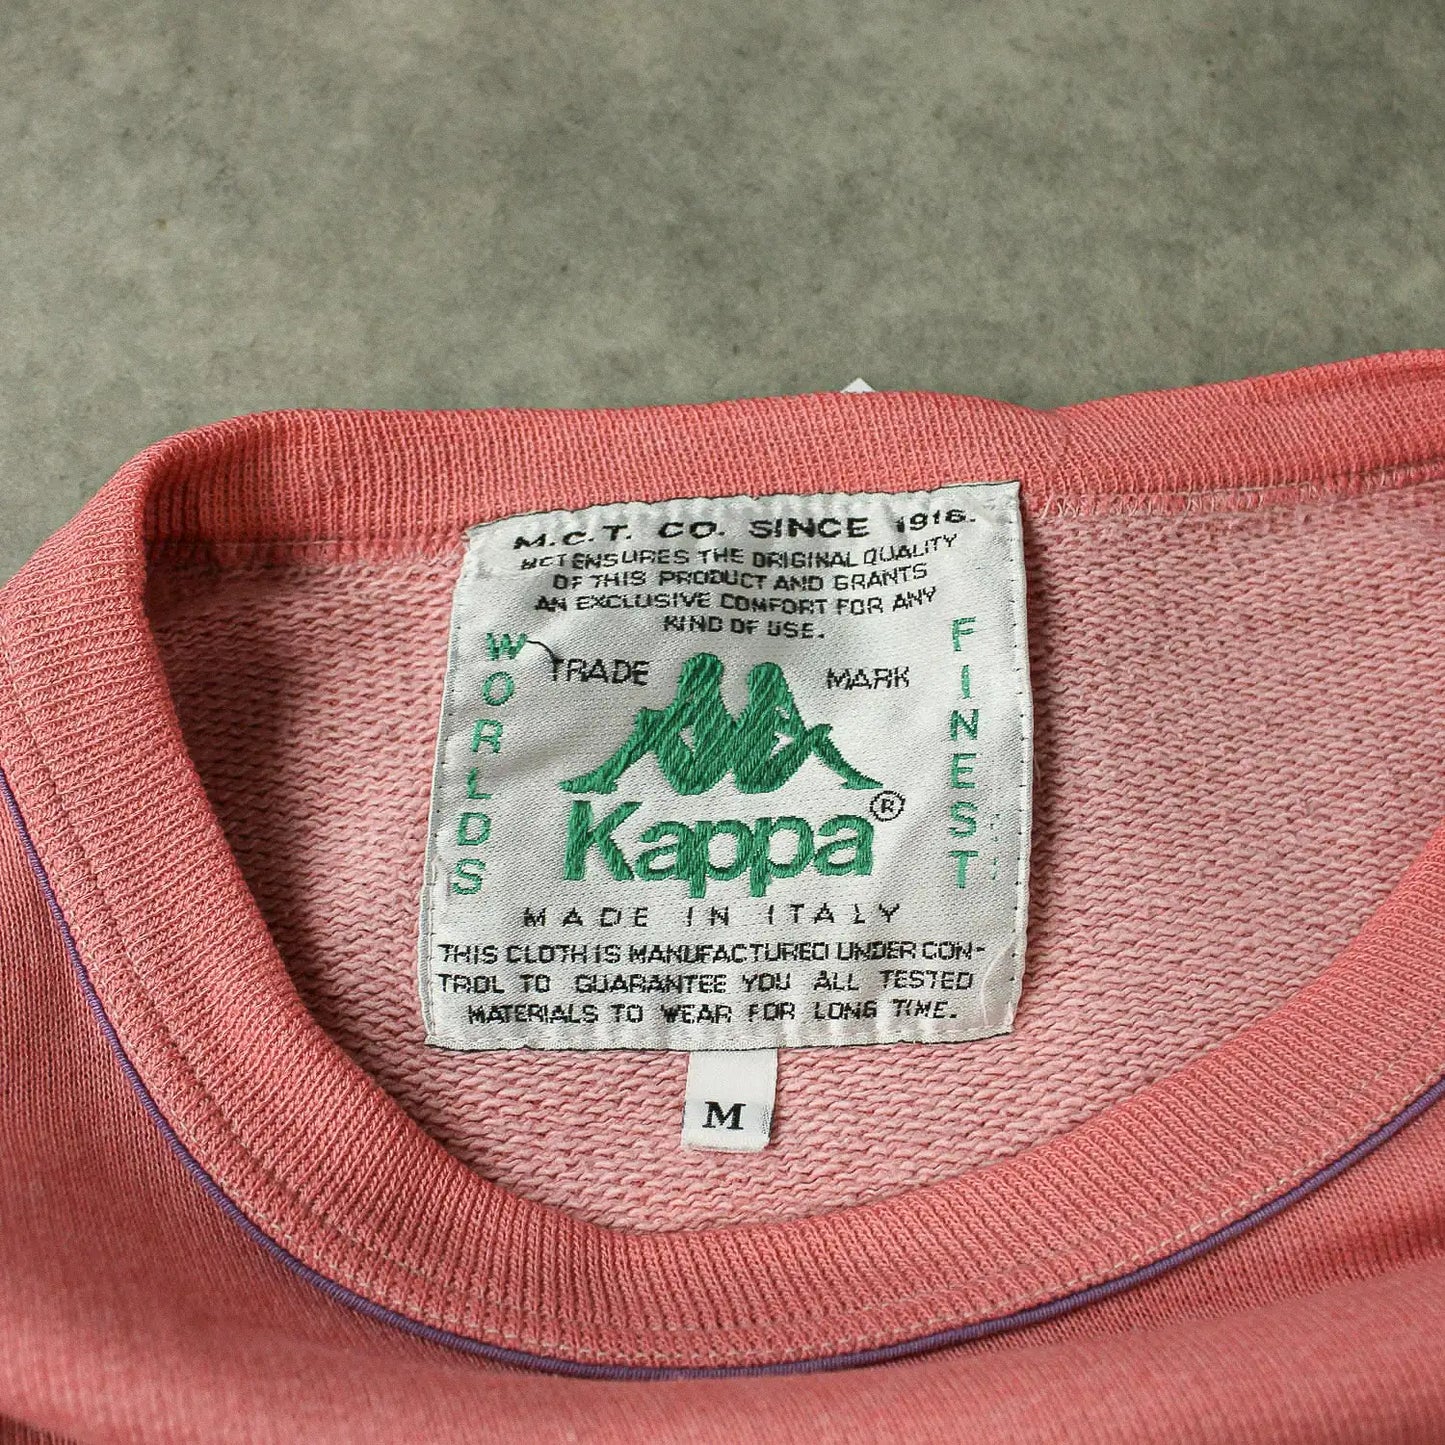 M.C.T. CO. SINCE 1916.
MCT ENSURES THE ORIGINAL QUALITY
OF THIS PRODUCT AND GRANTS
AN EXCLUSIVE COMFORT FOR ANY
KIND OF USE.
WORLDS
TRADE MARK
FINEST
Kappa®
MADE IN ITALY
THIS CLOTH IS MANUFACTURED UNDER CON-
TROL TO GUARANTEE YOU ALL TESTED
MATERIALS TO WEAR FOR LONG TIME.
M